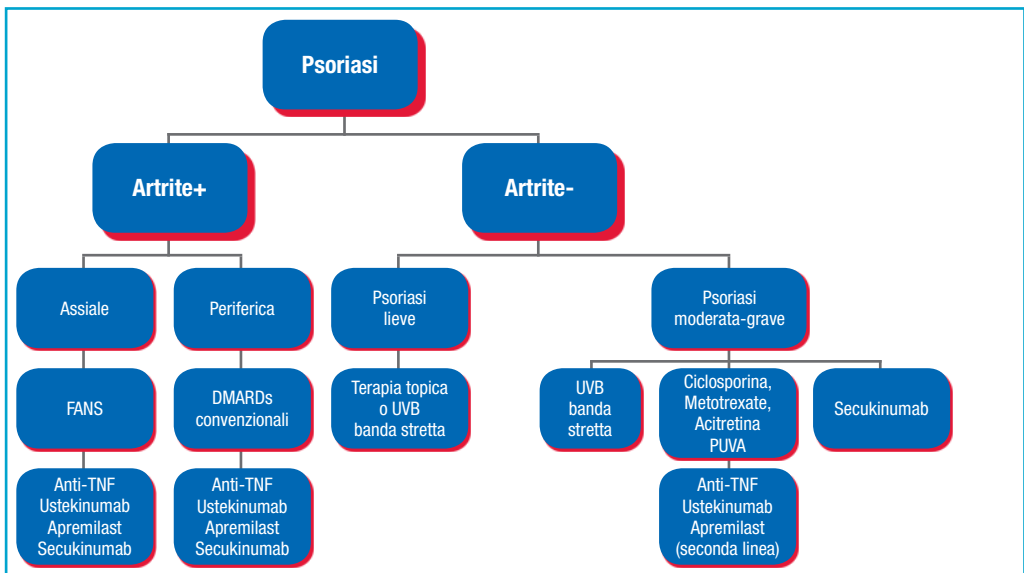 Psoriasi
Artrite+
Artrite-
Assiale
Periferica
Psoriasi
lieve
Psoriasi
moderata-grave
FANS
DMARDs
convenzionali
Terapia topica
o UVB
banda stretta
UVB
banda
stretta
Ciclosporina,
Metotrexate,
Acitretina
PUVA
Secukinumab
Anti-TNF
Ustekinumab
Apremilast
Secukinumab
Anti-TNF
Ustekinumab
Apremilast
Secukinumab
Anti-TNF
Ustekinumab
Apremilast
(seconda linea)